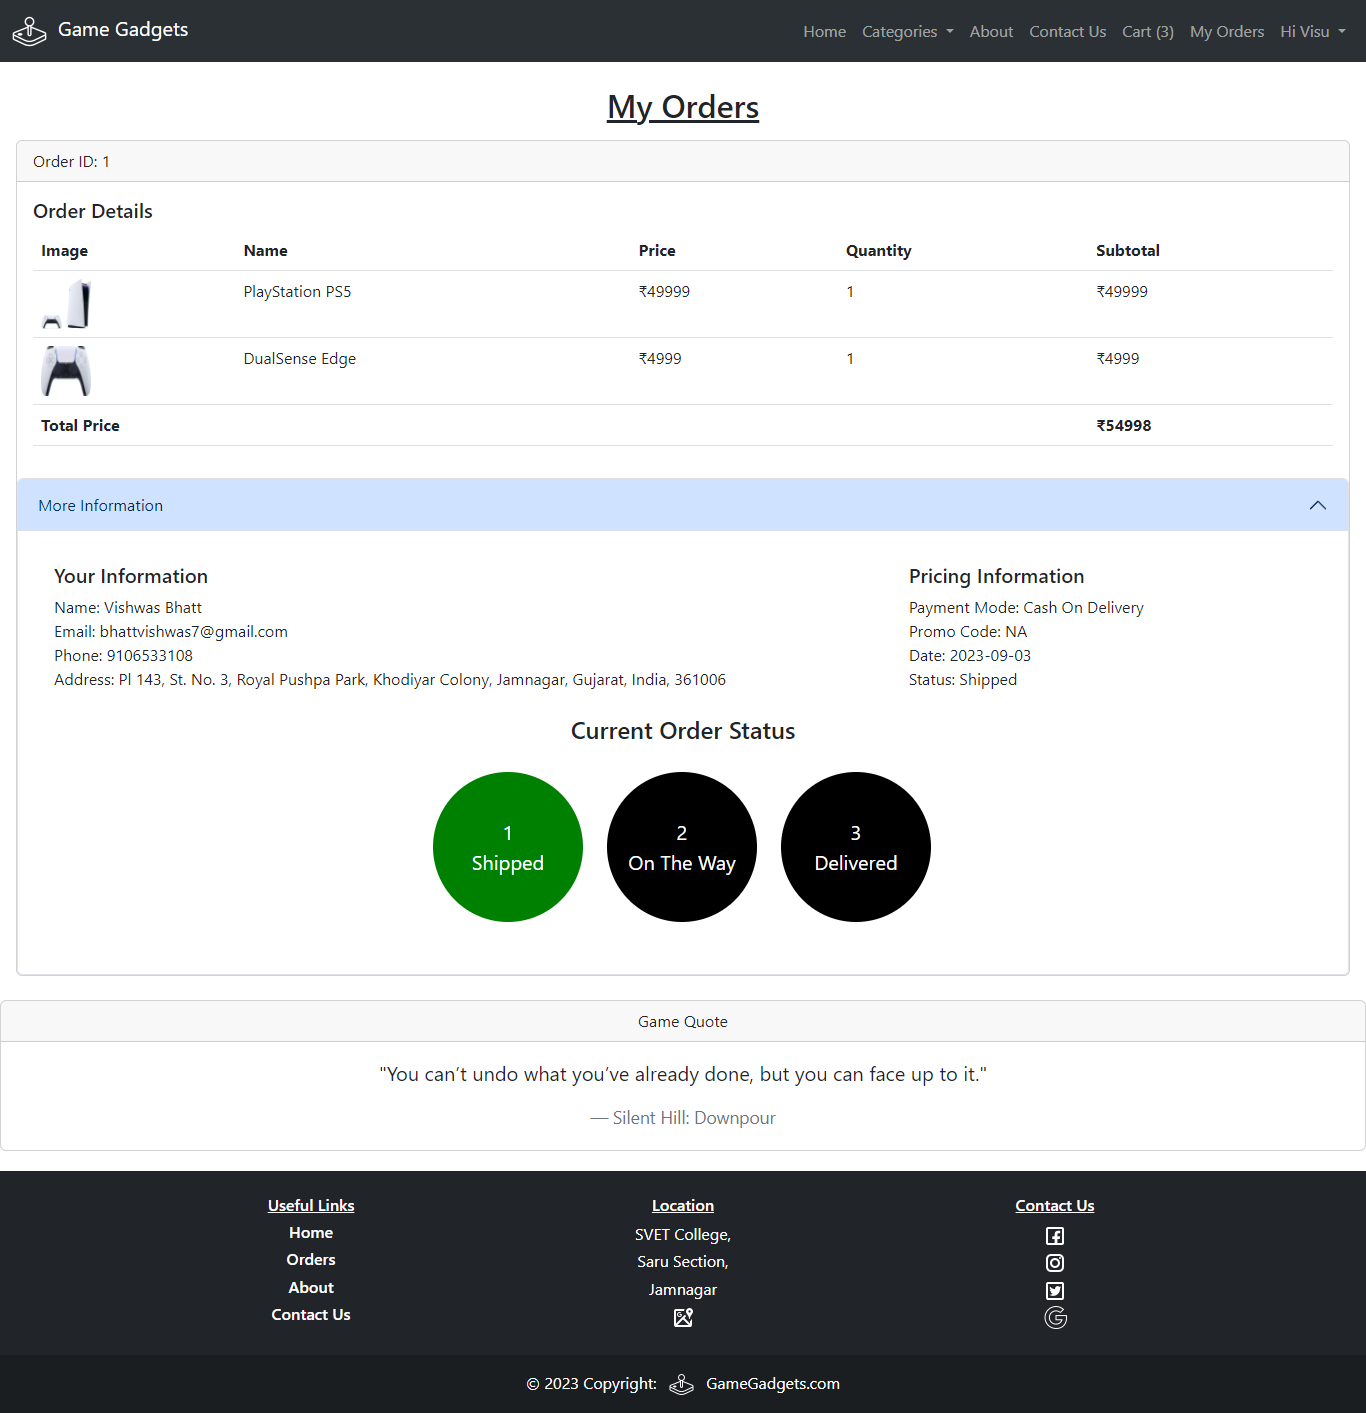 Game Gadgets
Home Categories About Contact Us Cart (3) My Orders Hi Visu
My Orders
Order ID: 1
Order Details
Image Name Price Quantity Subtotal
PlayStation PS5 ₹49999 1 ₹49999
DualSense Edge ₹4999 1 ₹4999
Total Price ₹54998
More Information
Your Information
Name: Vishwas Bhatt
Email: bhattvishwas7@gmail.com
Phone: 9106533108
Address: Pl 143, St. No. 3, Royal Pushpa Park, Khodiyar Colony, Jamnagar, Gujarat, India, 361006
Pricing Information
Payment Mode: Cash On Delivery
Promo Code: NA
Date: 2023-09-03
Status: Shipped
Current Order Status
1
Shipped
2
On The Way
3
Delivered
Game Quote
"You can’t undo what you’ve already done, but you can face up to it."
— Silent Hill: Downpour
Useful Links
Home
Orders
About
Contact Us
Location
SVET College,
Saru Section,
Jamnagar
Contact Us
© 2023 Copyright: GameGadgets.com